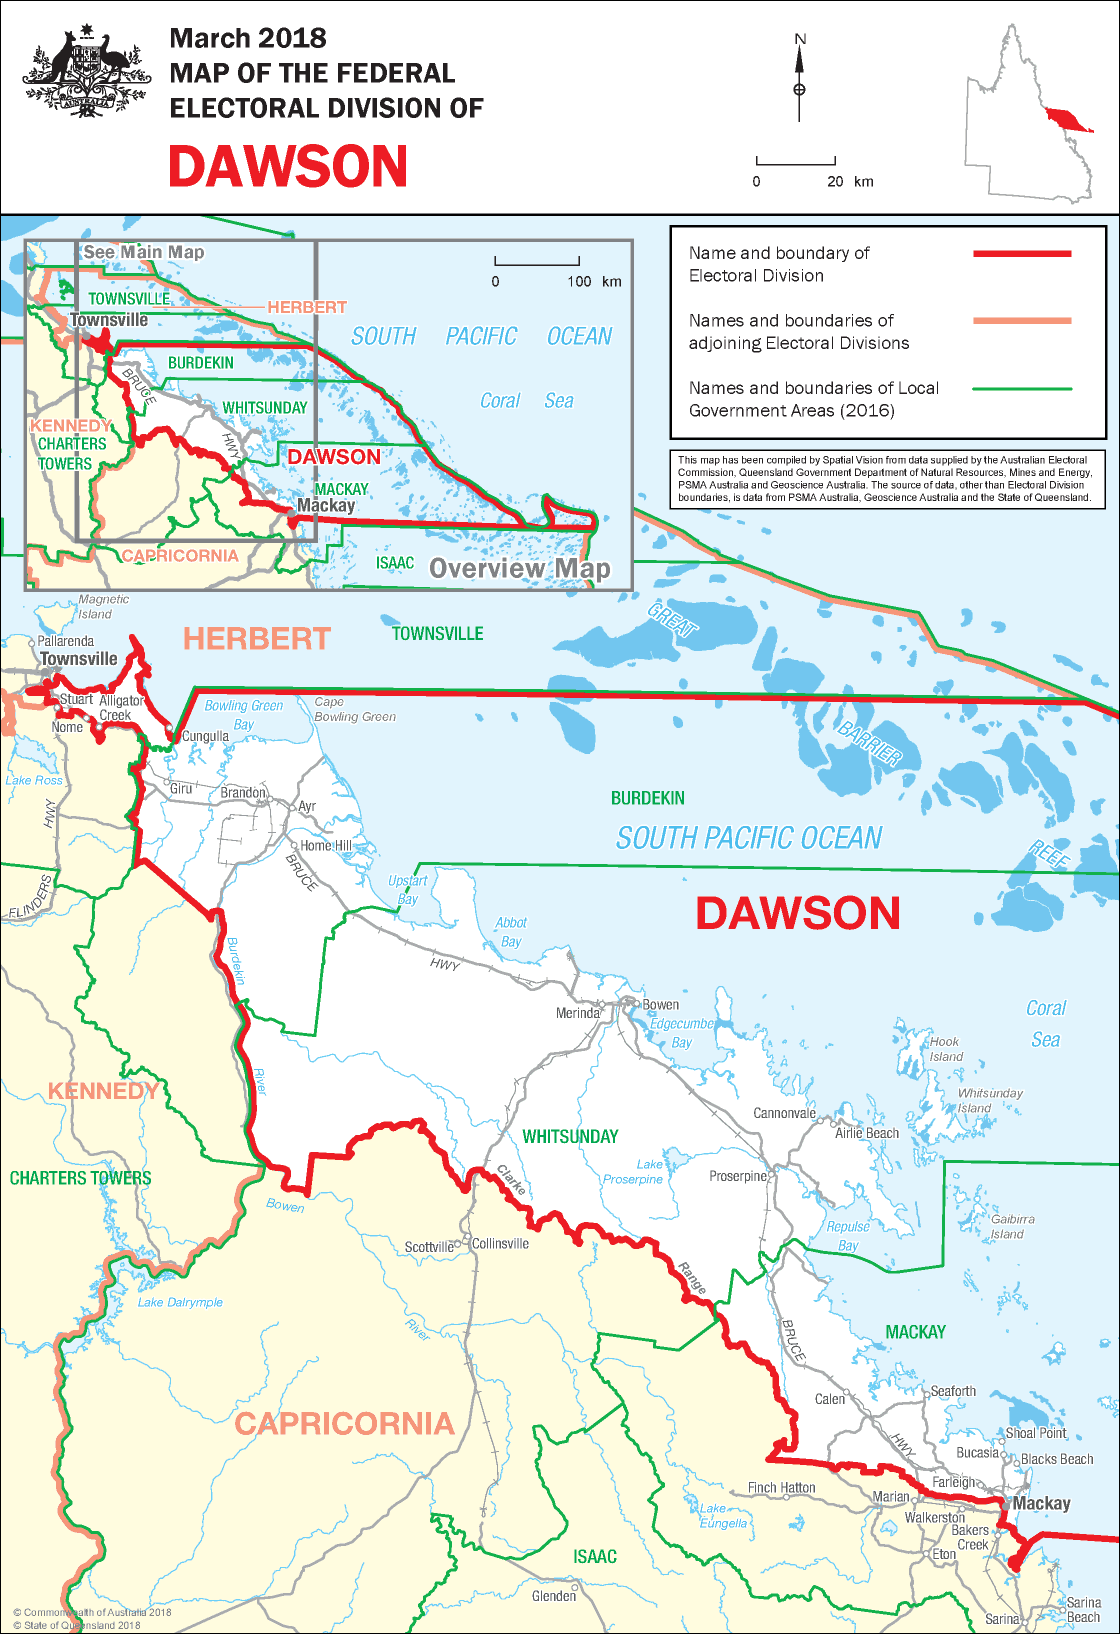 March 2018
MAP OF THE FEDERAL
ELECTORAL DIVISION OF
DAWSON
AUSTRALIA
N
0 20 km
See Main Map
0 100 km
TOWNSVILLE
HERBERT
Townsville
SOUTH PACIFIC OCEAN
BURDEKIN
BRUCE
Coral Sea
WHITSUNDAY
KENNEDY
CHARTERS
TOWERS
HWY
DAWSON
MACKAY
Mackay
CAPRICORNIA
ISAAC
Overview Map
Name and boundary of
Electoral Division
Names and boundaries of
adjoining Electoral Divisions
Names and boundaries of Local
Government Areas (2016)
This map has been compiled by Spatial Vision from data supplied by the Australian Electoral
Commission, Queensland Government Department of Natural Resources, Mines and Energy,
PSMA Australia and Geoscience Australia. The source of data, other than Electoral Division
boundaries, is data from PSMA Australia, Geoscience Australia and the State of Queensland.
Magnetic
Island
Pallarenda
Townsville
HERBERT
TOWNSVILLE
GREAT
Stuart
Alligator
Creek
Nome
Cungulla
Bowling Green
Bay
Cape
Bowling Green
BARRIER
Lake Ross
HWY
Giru
Brandon
Ayr
BURDEKIN
SOUTH PACIFIC OCEAN
Home Hill
BRUCE
REEF
FLINDERS
Upstart
Bay
DAWSON
Abbot
Bay
Burdekin
HWY
Merinda
Bowen
Edgecumbe
Bay
Coral
Sea
Hook
Island
River
KENNEDY
Whitsunday
Island
Cannonvale
Airlie Beach
WHITSUNDAY
CHARTERS TOWERS
Clarke
Lake
Proserpine
Proserpine
Bowen
Repulse
Bay
Gaibirra
Island
Scottville
Collinsville
Range
Lake Dalrymple
River
BRUCE
MACKAY
CAPRICORNIA
Calen
Seaforth
HWY
Shoal Point
Bucasia
Blacks Beach
Finch Hatton
Farleigh
Marian
Mackay
Lake
Eungella
Walkerston
Bakers
Creek
ISAAC
Eton
Glenden
Sarina
Sarina
Beach
© Commonwealth of Australia 2018
© State of Queensland 2018